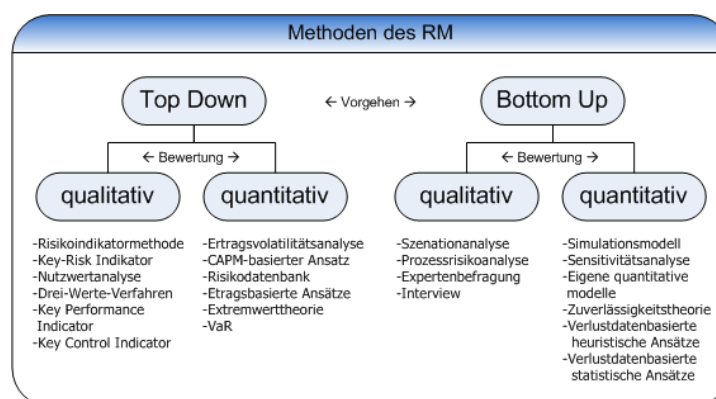 Methoden des RM
Top Down
← Vorgehen →
Bottom Up
← Bewertung →
← Bewertung →
qualitativ
quantitativ
qualitativ
quantitativ
-Risikoindikatormethode
-Key-Risk Indikator
-Nutzwertanalyse
-Drei-Werte-Verfahren
-Key Performance
Indicator
-Key Control Indicator
-Ertragsvolatilitätsanalyse
-CAPM-basierter Ansatz
-Risikodatenbank
-Etragsbasierte Ansätze
-Extremwerttheorie
-VaR
-Szenationanalyse
-Prozessrisikoanalyse
-Expertenbefragung
-Interview
-Simulationsmodell
-Sensitivitätsanalyse
-Eigene quantitative
modelle
-Zuverlässigkeitstheorie
-Verlustdatenbasierte
heuristische Ansätze
-Verlustdatenbasierte
statistische Ansätze